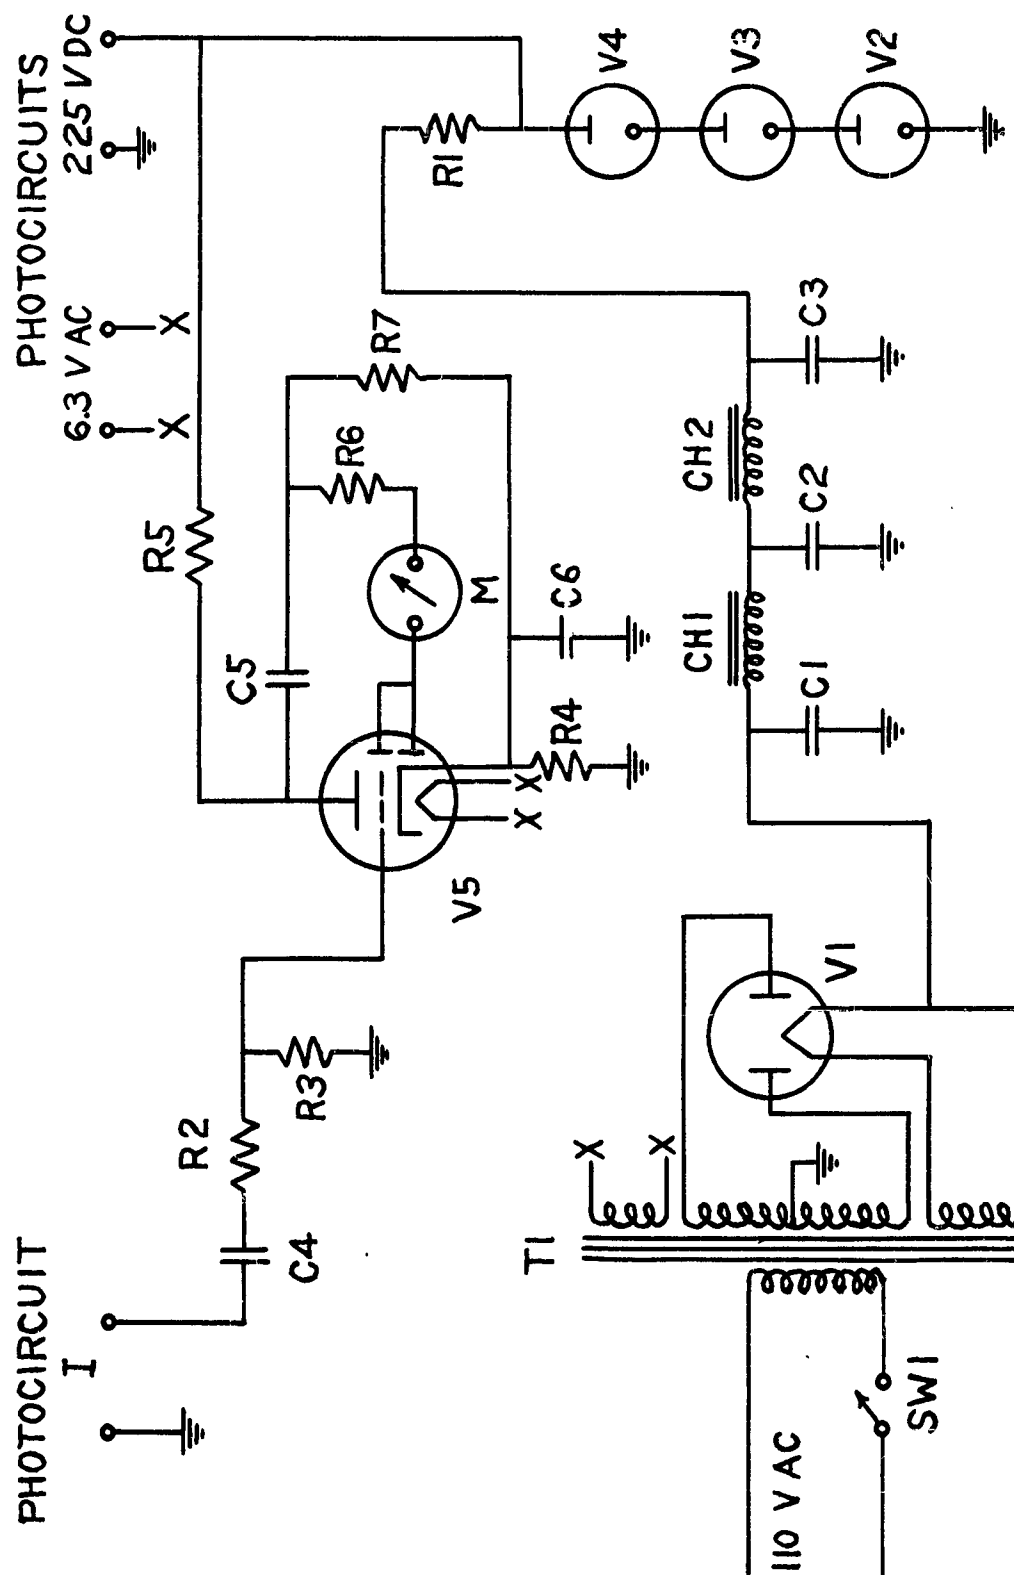 PHOTOCIRCUIT
I
PHOTOCIRCUITS
6.3 V AC
225 V DC
X
X
C4
R2
R3
R5
C5
R6
R7
M
V5
X
X
R4
C6
R1
V4
V3
V2
T1
X
X
V1
CH1
CH2
C1
C2
C3
110 V AC
SW1